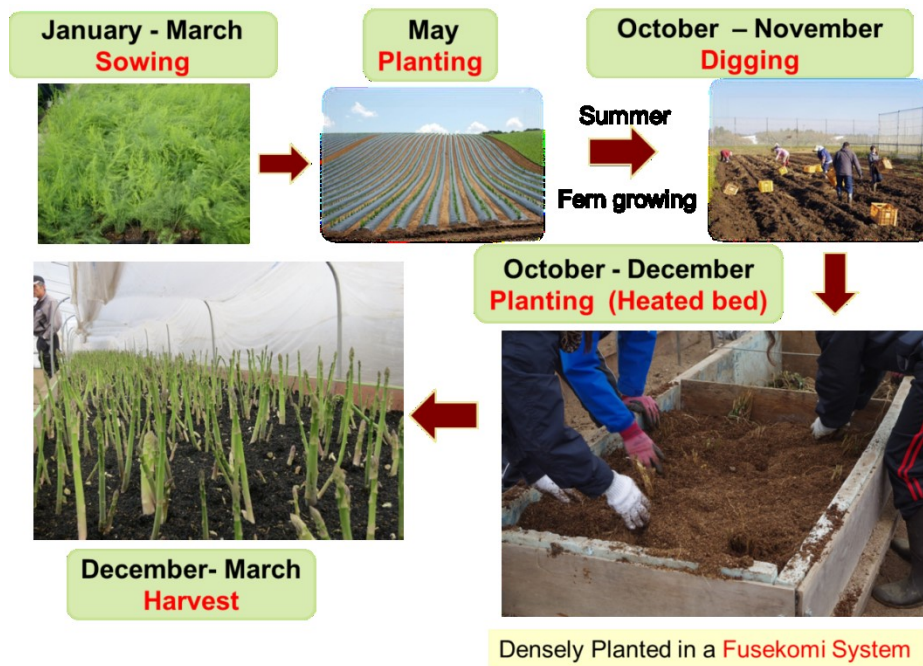 January - March
Sowing
May
Planting
October – November
Digging
Summer
Fern growing
October - December
Planting (Heated bed)
December- March
Harvest
Densely Planted in a Fusekomi System